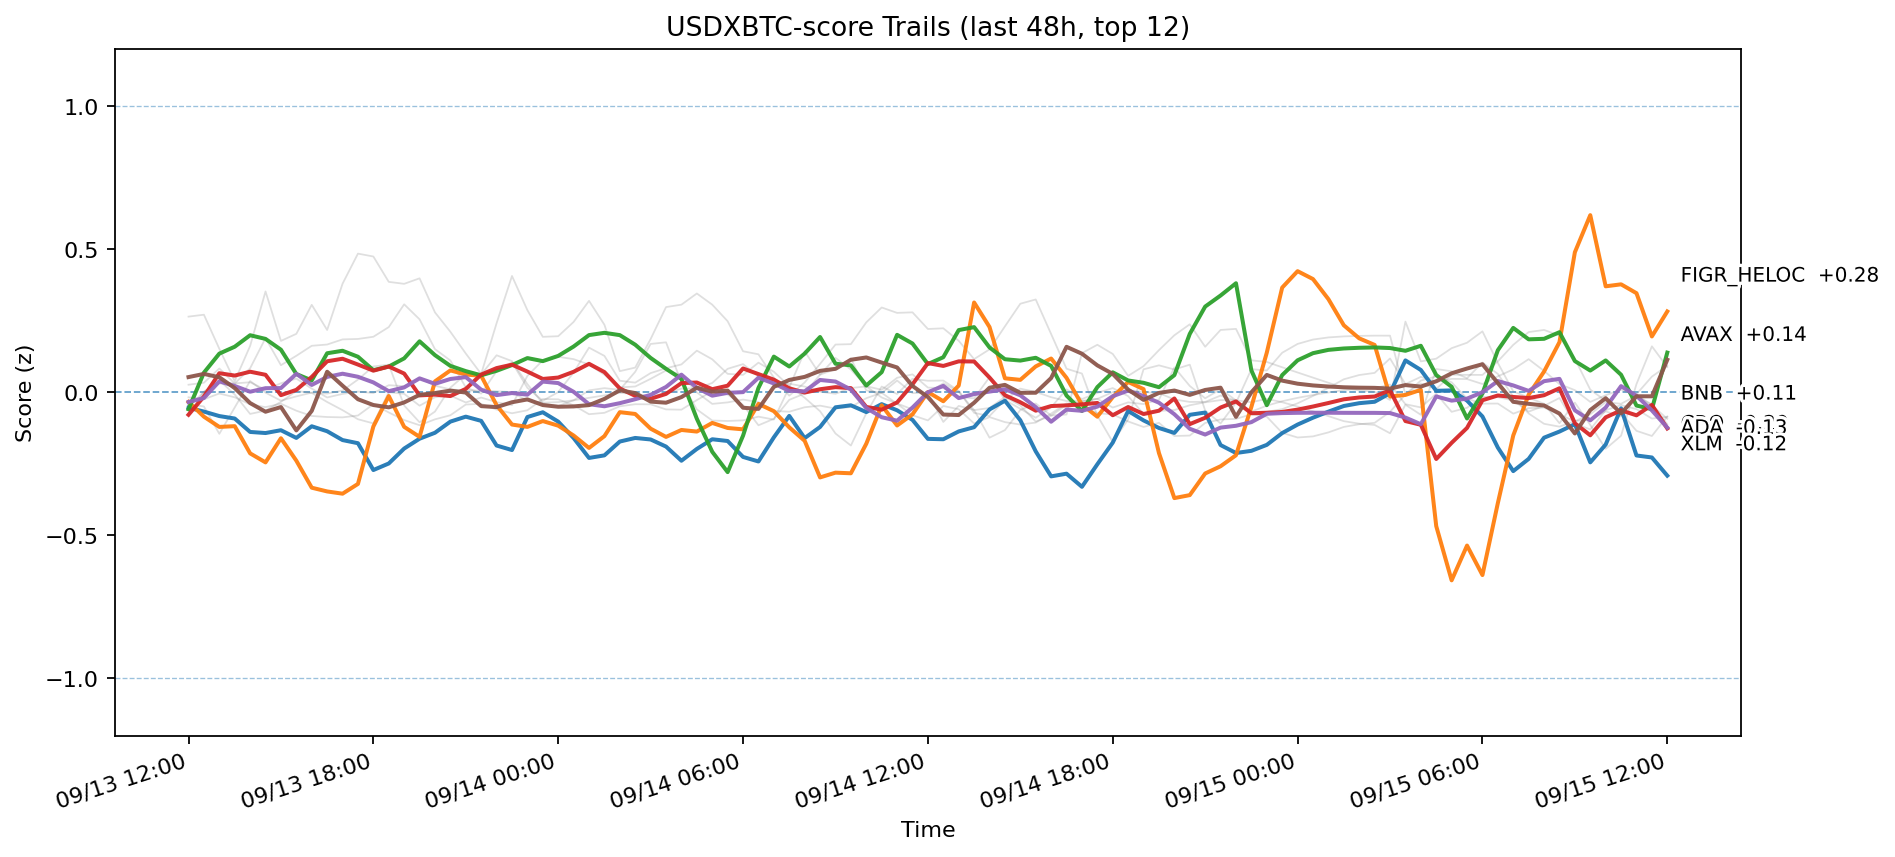 USDXBTC-score Trails (last 48h, top 12)
1.0
0.5
0.0
−0.5
−1.0
Score (z)
FIGR_HELOC +0.28
AVAX +0.14
BNB +0.11
ADA -0.13
XLM -0.12
09/13 12:00
09/13 18:00
09/14 00:00
09/14 06:00
09/14 12:00
09/14 18:00
09/15 00:00
09/15 06:00
09/15 12:00
Time